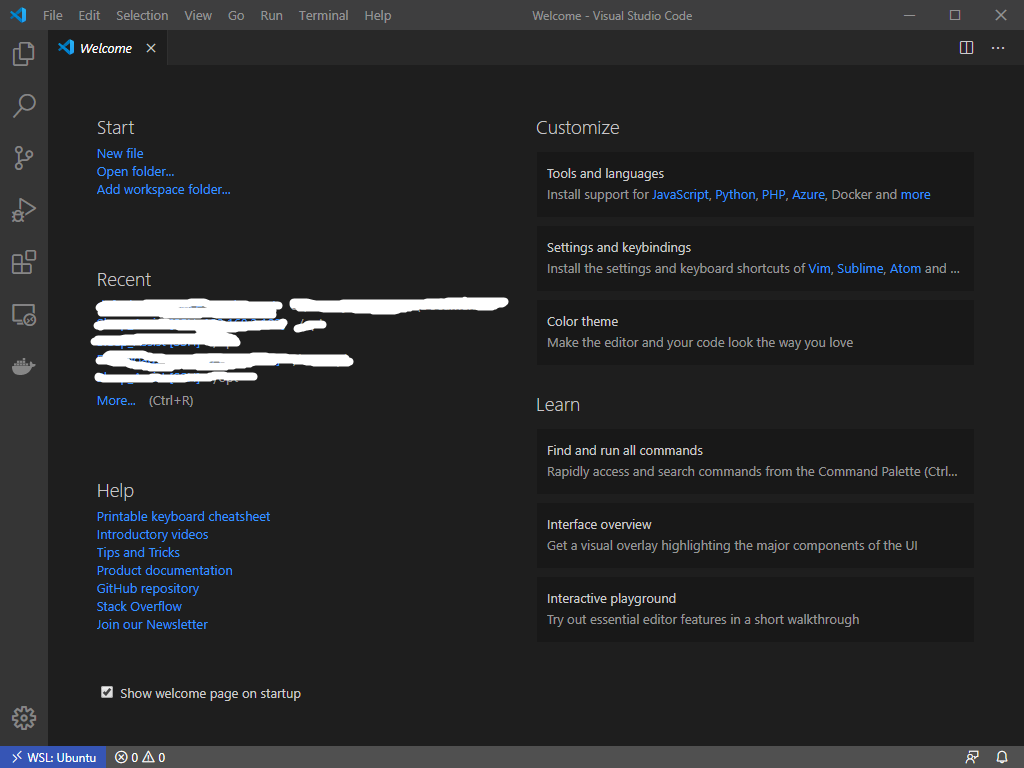 File Edit Selection View Go Run Terminal Help
Welcome - Visual Studio Code
Welcome
Start
New file
Open folder...
Add workspace folder...
Recent
More... (Ctrl+R)
Help
Printable keyboard cheatsheet
Introductory videos
Tips and Tricks
Product documentation
GitHub repository
Stack Overflow
Join our Newsletter
Show welcome page on startup
Customize
Tools and languages
Install support for JavaScript, Python, PHP, Azure, Docker and more
Settings and keybindings
Install the settings and keyboard shortcuts of Vim, Sublime, Atom and ...
Color theme
Make the editor and your code look the way you love
Learn
Find and run all commands
Rapidly access and search commands from the Command Palette (Ctrl...
Interface overview
Get a visual overlay highlighting the major components of the UI
Interactive playground
Try out essential editor features in a short walkthrough
WSL: Ubuntu 0 0